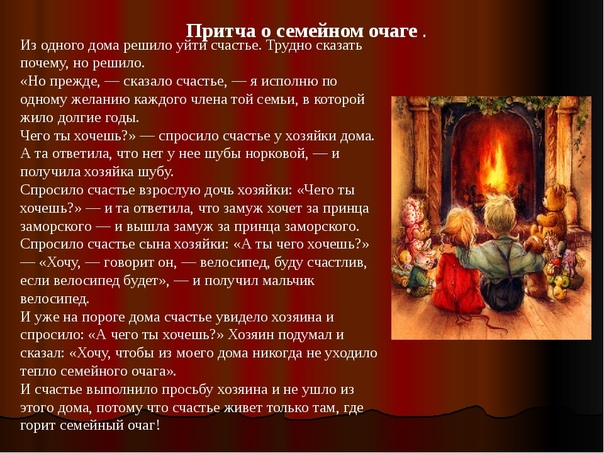 Притча о семейном очаге .
Из одного дома решило уйти счастье. Трудно сказать
почему, но решило.
«Но прежде, — сказало счастье, — я исполню по
одному желанию каждого члена той семьи, в которой
жило долгие годы.
Чего ты хочешь?» — спросило счастье у хозяйки дома.
А та ответила, что нет у нее шубы норковой, — и
получила хозяйка шубу.
Спросило счастье взрослую дочь хозяйки: «Чего ты
хочешь?» — и та ответила, что замуж хочет за принца
заморского — и вышла замуж за принца заморского.
Спросило счастье сына хозяйки: «А ты чего хочешь?»
— «Хочу, — говорит он, — велосипед, буду счастлив,
если велосипед будет», — и получил мальчик
велосипед.
И уже на пороге дома счастье увидело хозяина и
спросило: «А чего ты хочешь?» Хозяин подумал и
сказал: «Хочу, чтобы из моего дома никогда не уходило
тепло семейного очага».
И счастье выполнило просьбу хозяина и не ушло из
этого дома, потому что счастье живет только там, где
горит семейный очаг!